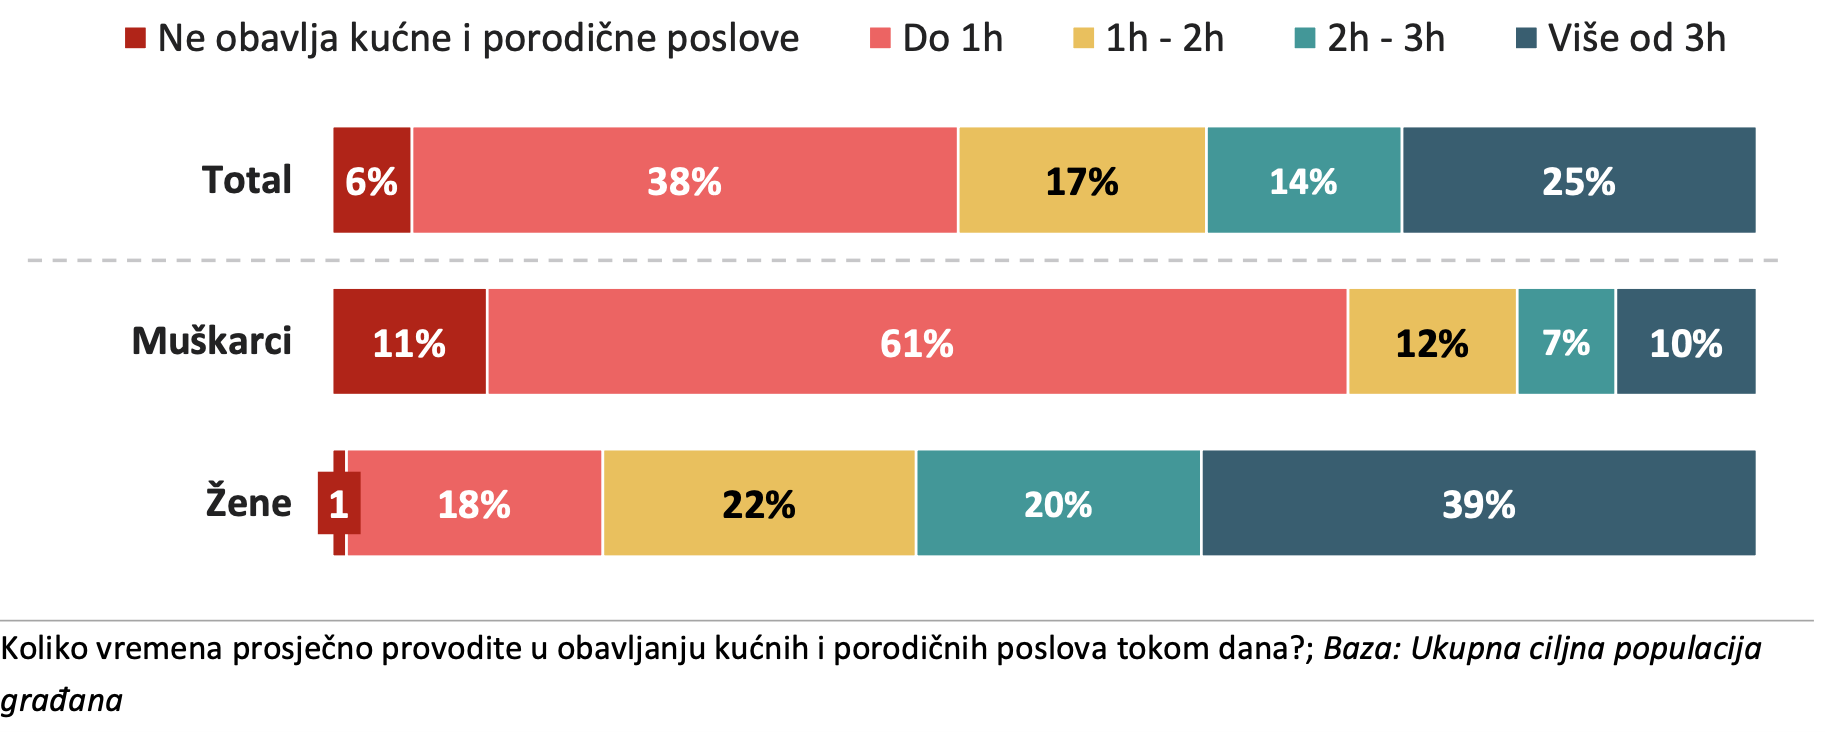 Ne obavlja kućne i porodične poslove Do 1h 1h - 2h 2h - 3h Više od 3h
Total 6% 38% 17% 14% 25%
Muškarci 11% 61% 12% 7% 10%
Žene 1 18% 22% 20% 39%
Koliko vremena prosječno provodite u obavljanju kućnih i porodičnih poslova tokom dana?; Baza: Ukupna ciljna populacija
građana